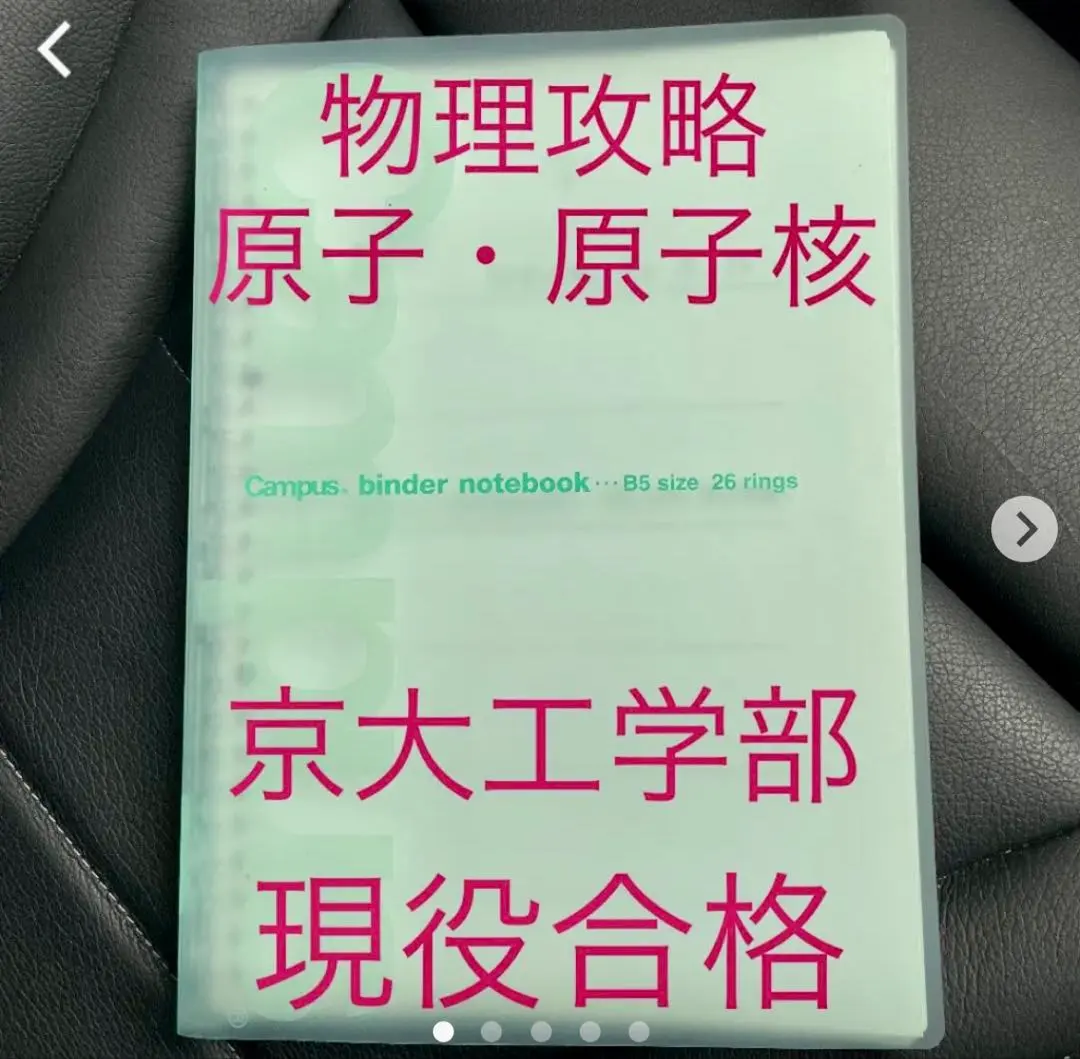 物理攻略
原子・原子核
Campus binder notebook…B5 size 26 rings
京大工学部
現役合格